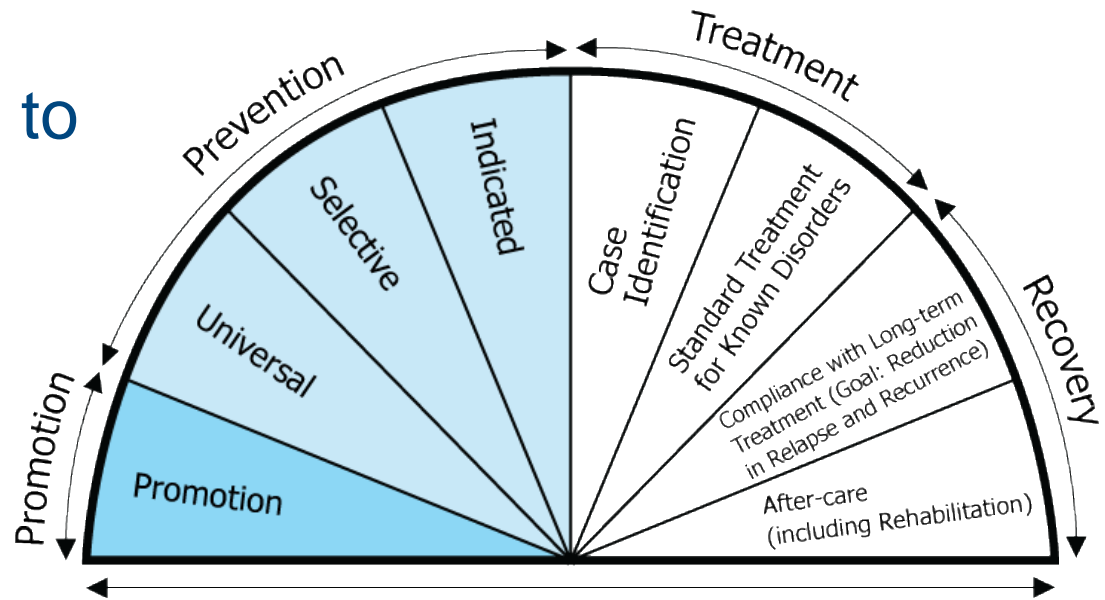 to
Promotion
Prevention
Treatment
Recovery
Promotion
Universal
Selective
Indicated
Case
Identification
Standard Treatment
for Known Disorders
Compliance with Long-term
Treatment (Goal: Reduction
in Relapse and Recurrence)
After-care
(including Rehabilitation)